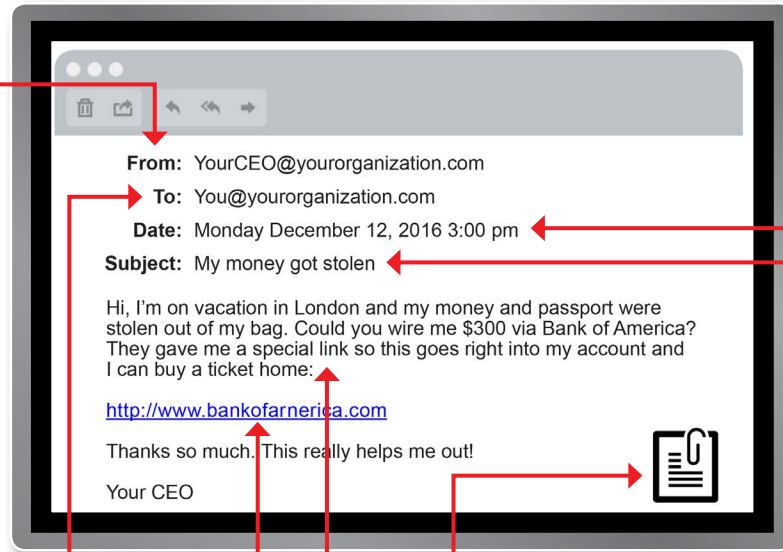 From: YourCEO@yourorganization.com
To: You@yourorganization.com
Date: Monday December 12, 2016 3:00 pm
Subject: My money got stolen
Hi, I'm on vacation in London and my money and passport were
stolen out of my bag. Could you wire me $300 via Bank of America?
They gave me a special link so this goes right into my account and
I can buy a ticket home:
http://www.bankofarnerica.com
Thanks so much. This really helps me out!
Your CEO